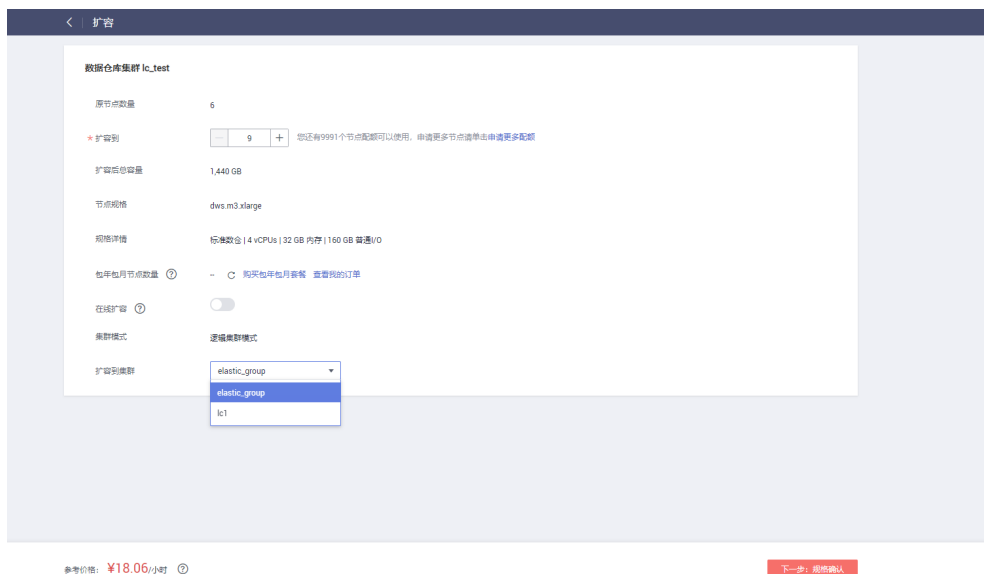 扩容
数据仓库集群 lc_test
原节点数量 6
* 扩容到 9 您还有9991个节点配额可以使用，申请更多节点请单击申请更多配额
扩容后总容量 1,440 GB
节点规格 dws.m3.xlarge
规格详情 标准数仓 | 4 vCPUs | 32 GB 内存 | 160 GB 普通I/O
包年包月节点数量 -- 购买包年包月套餐 查看我的订单
在线扩容
集群模式 逻辑集群模式
扩容到集群 elastic_group
elastic_group
lc1
参考价格： ¥18.06/小时 下一步：规格确认